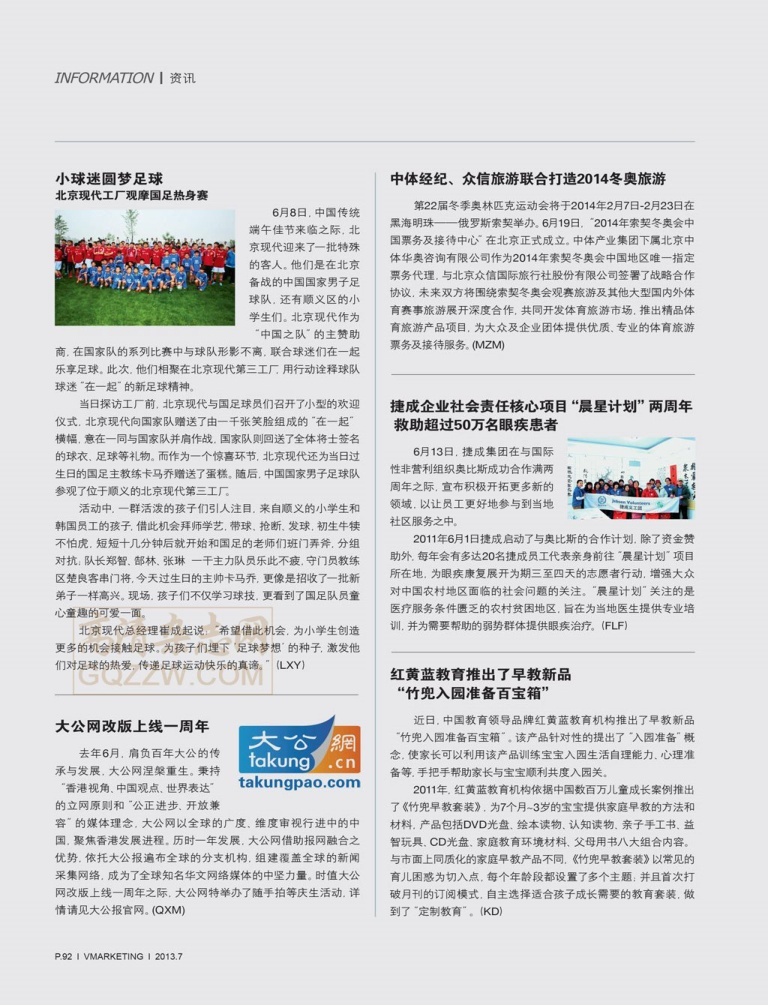 INFORMATION | 资讯
小球迷圆梦足球
北京现代工厂观摩国足热身赛
6月8日, 中国传统
端午佳节来临之际, 北
京现代迎来了一批特殊
的客人。他们是在北京
备战的中国国家男子足
球队, 还有顺义区的小
学生们。北京现代作为
“中国之队”的主赞助
商, 在国家队的系列比赛中与球队形影不离, 联合球迷们在一起
乐享足球。此次, 他们相聚在北京现代第三工厂, 用行动诠释球队
球迷“在一起”的新足球精神。
当日探访工厂前, 北京现代与国足球员们召开了小型的欢迎
仪式, 北京现代向国家队赠送了由一千张笑脸组成的“在一起”
横幅, 意在一同与国家队并肩作战, 国家队则回送了全体将士签名
的球衣, 足球等礼物。而作为一个惊喜环节, 北京现代还为当日过
生日的国足主教练卡马乔赠送了蛋糕。随后, 中国国家男子足球队
参观了位于顺义的北京现代第三工厂。
活动中, 一群活泼的孩子们引人注目, 来自顺义的小学生和
韩国员工的孩子, 借此机会拜师学艺, 带球, 抢断, 发球, 初生牛犊
不怕虎, 短短十几分钟后就开始和国足的老师们班门弄斧, 分组
对抗, 队长郑智, 郜林, 张琳 一干主力队员乐此不疲, 守门员教练
区楚良客串门将, 今天过生日的主帅卡马乔, 更像是招收了一批新
弟子一样高兴。现场, 孩子们不仅学习球技, 更看到了国足队员童
心童趣的可爱一面。
北京现代总经理崔成起说: “希望借此机会, 为小学生创造
更多的机会接触足球。为孩子们埋下‘足球梦想’的种子, 激发他
们对足球的热爱, 传递足球运动快乐的真谛。” (LXY)
GQZZW.COM
大公网改版上线一周年
大公網
takung.cn
takungpao.com
去年6月, 肩负百年大公的传
承与发展, 大公网涅槃重生。秉持
“香港视角、中国观点、世界表达”
的立网原则和“公正进步、开放兼
容”的媒体理念, 大公网以全球的广度, 维度审视行进中的中
国, 聚焦香港发展进程。历时一年发展, 大公网借助报网融合之
优势, 依托大公报遍布全球的分支机构, 组建覆盖全球的新闻
采集网络, 成为了全球知名华文网络媒体的中坚力量。时值大公
网改版上线一周年之际, 大公网特举办了随手拍等庆生活动, 详
情请见大公报官网。(QXM)
中体经纪、众信旅游联合打造2014冬奥旅游
第22届冬季奥林匹克运动会将于2014年2月7日-2月23日在
黑海明珠——俄罗斯索契举办。6月19日, “2014年索契冬奥会中
国票务及接待中心”在北京正式成立。中体产业集团下属北京中
体华奥咨询有限公司作为2014年索契冬奥会中国地区唯一指定
票务代理, 与北京众信国际旅行社股份有限公司签署了战略合作
协议, 未来双方将围绕索契冬奥会观赛旅游及其他大型国内外体
育赛事旅游展开深度合作, 共同开发体育旅游市场, 推出精品体
育旅游产品项目, 为大众及企业团体提供优质、专业的体育旅游
票务及接待服务。(MZM)
捷成企业社会责任核心项目“晨星计划”两周年
救助超过50万名眼疾患者
6月13日, 捷成集团在与国际
性非营利组织奥比斯成功合作满两
周年之际, 宣布积极开拓更多新的
领域, 以让员工更好地参与到当地
社区服务之中。
Jebsen Volunteers
捷成义工团
2011年6月1日捷成启动了与奥比斯的合作计划, 除了资金赞
助外, 每年会有多达20名捷成员工代表亲身前往“晨星计划”项目
所在地, 为眼疾康复展开为期三至四天的志愿者行动, 增强大众
对中国农村地区面临的社会问题的关注。“晨星计划”关注的是
医疗服务条件匮乏的农村贫困地区, 旨在为当地医生提供专业培
训, 并为需要帮助的弱势群体提供眼疾治疗。(FLF)
红黄蓝教育推出了早教新品
“竹兜入园准备百宝箱”
近日, 中国教育领导品牌红黄蓝教育机构推出了早教新品
“竹兜入园准备百宝箱”。该产品针对性的提出了“入园准备”概
念, 使家长可以利用该产品训练宝宝入园生活自理能力、心理准
备等, 手把手帮助家长与宝宝顺利共度入园关。
2011年, 红黄蓝教育机构依据中国数百万儿童成长案例推出
了《竹兜早教套装》, 为7个月~3岁的宝宝提供家庭早教的方法和
材料, 产品包括DVD光盘、绘本读物、认知读物、亲子手工书、益
智玩具、CD光盘、家庭教育环境材料、父母用书八大组合内容。
与市面上同质化的家庭早教产品不同, 《竹兜早教套装》以常见的
育儿困惑为切入点, 每个年龄段都设置了多个主题; 并且首次打
破月刊的订阅模式, 自主选择适合孩子成长需要的教育套装, 做
到了“定制教育”。(KD)
P.92 | VMARKETING | 2013.7